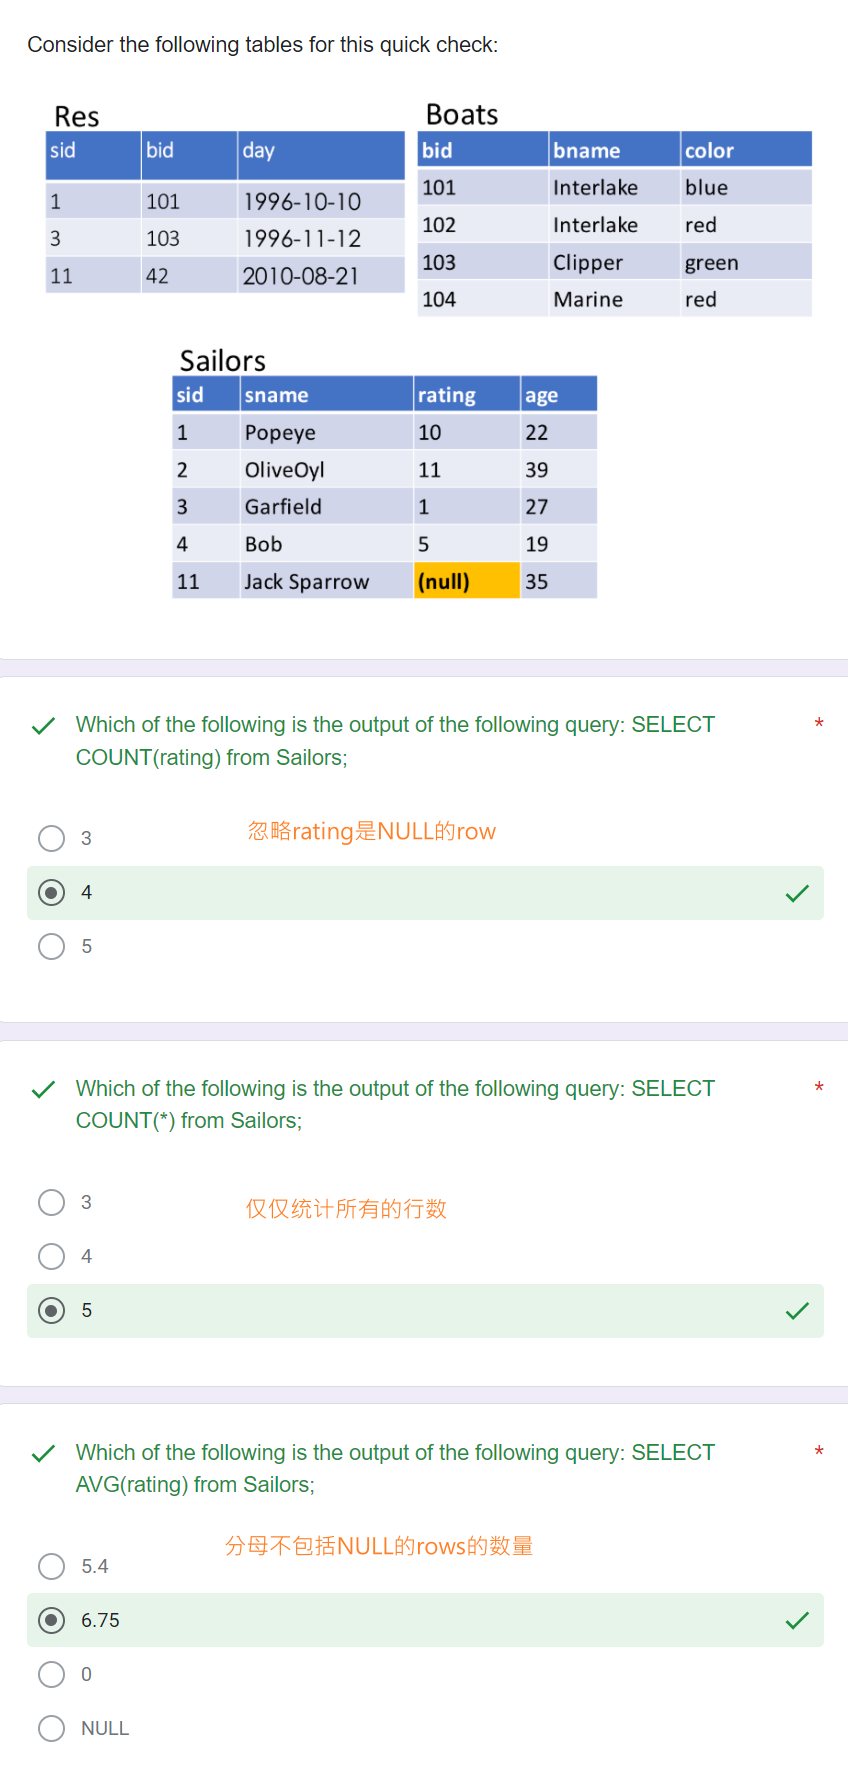 Consider the following tables for this quick check:
Res
sid bid day
1 101 1996-10-10
3 103 1996-11-12
11 42 2010-08-21
Boats
bid bname color
101 Interlake blue
102 Interlake red
103 Clipper green
104 Marine red
Sailors
sid sname rating age
1 Popeye 10 22
2 OliveOyl 11 39
3 Garfield 1 27
4 Bob 5 19
11 Jack Sparrow (null) 35
Which of the following is the output of the following query: SELECT *
COUNT(rating) from Sailors;
忽略rating是NULL的row
3
4
5
Which of the following is the output of the following query: SELECT *
COUNT(*) from Sailors;
3
仅仅统计所有的行数
4
5
Which of the following is the output of the following query: SELECT *
AVG(rating) from Sailors;
分母不包括NULL的rows的数量
5.4
6.75
0
NULL